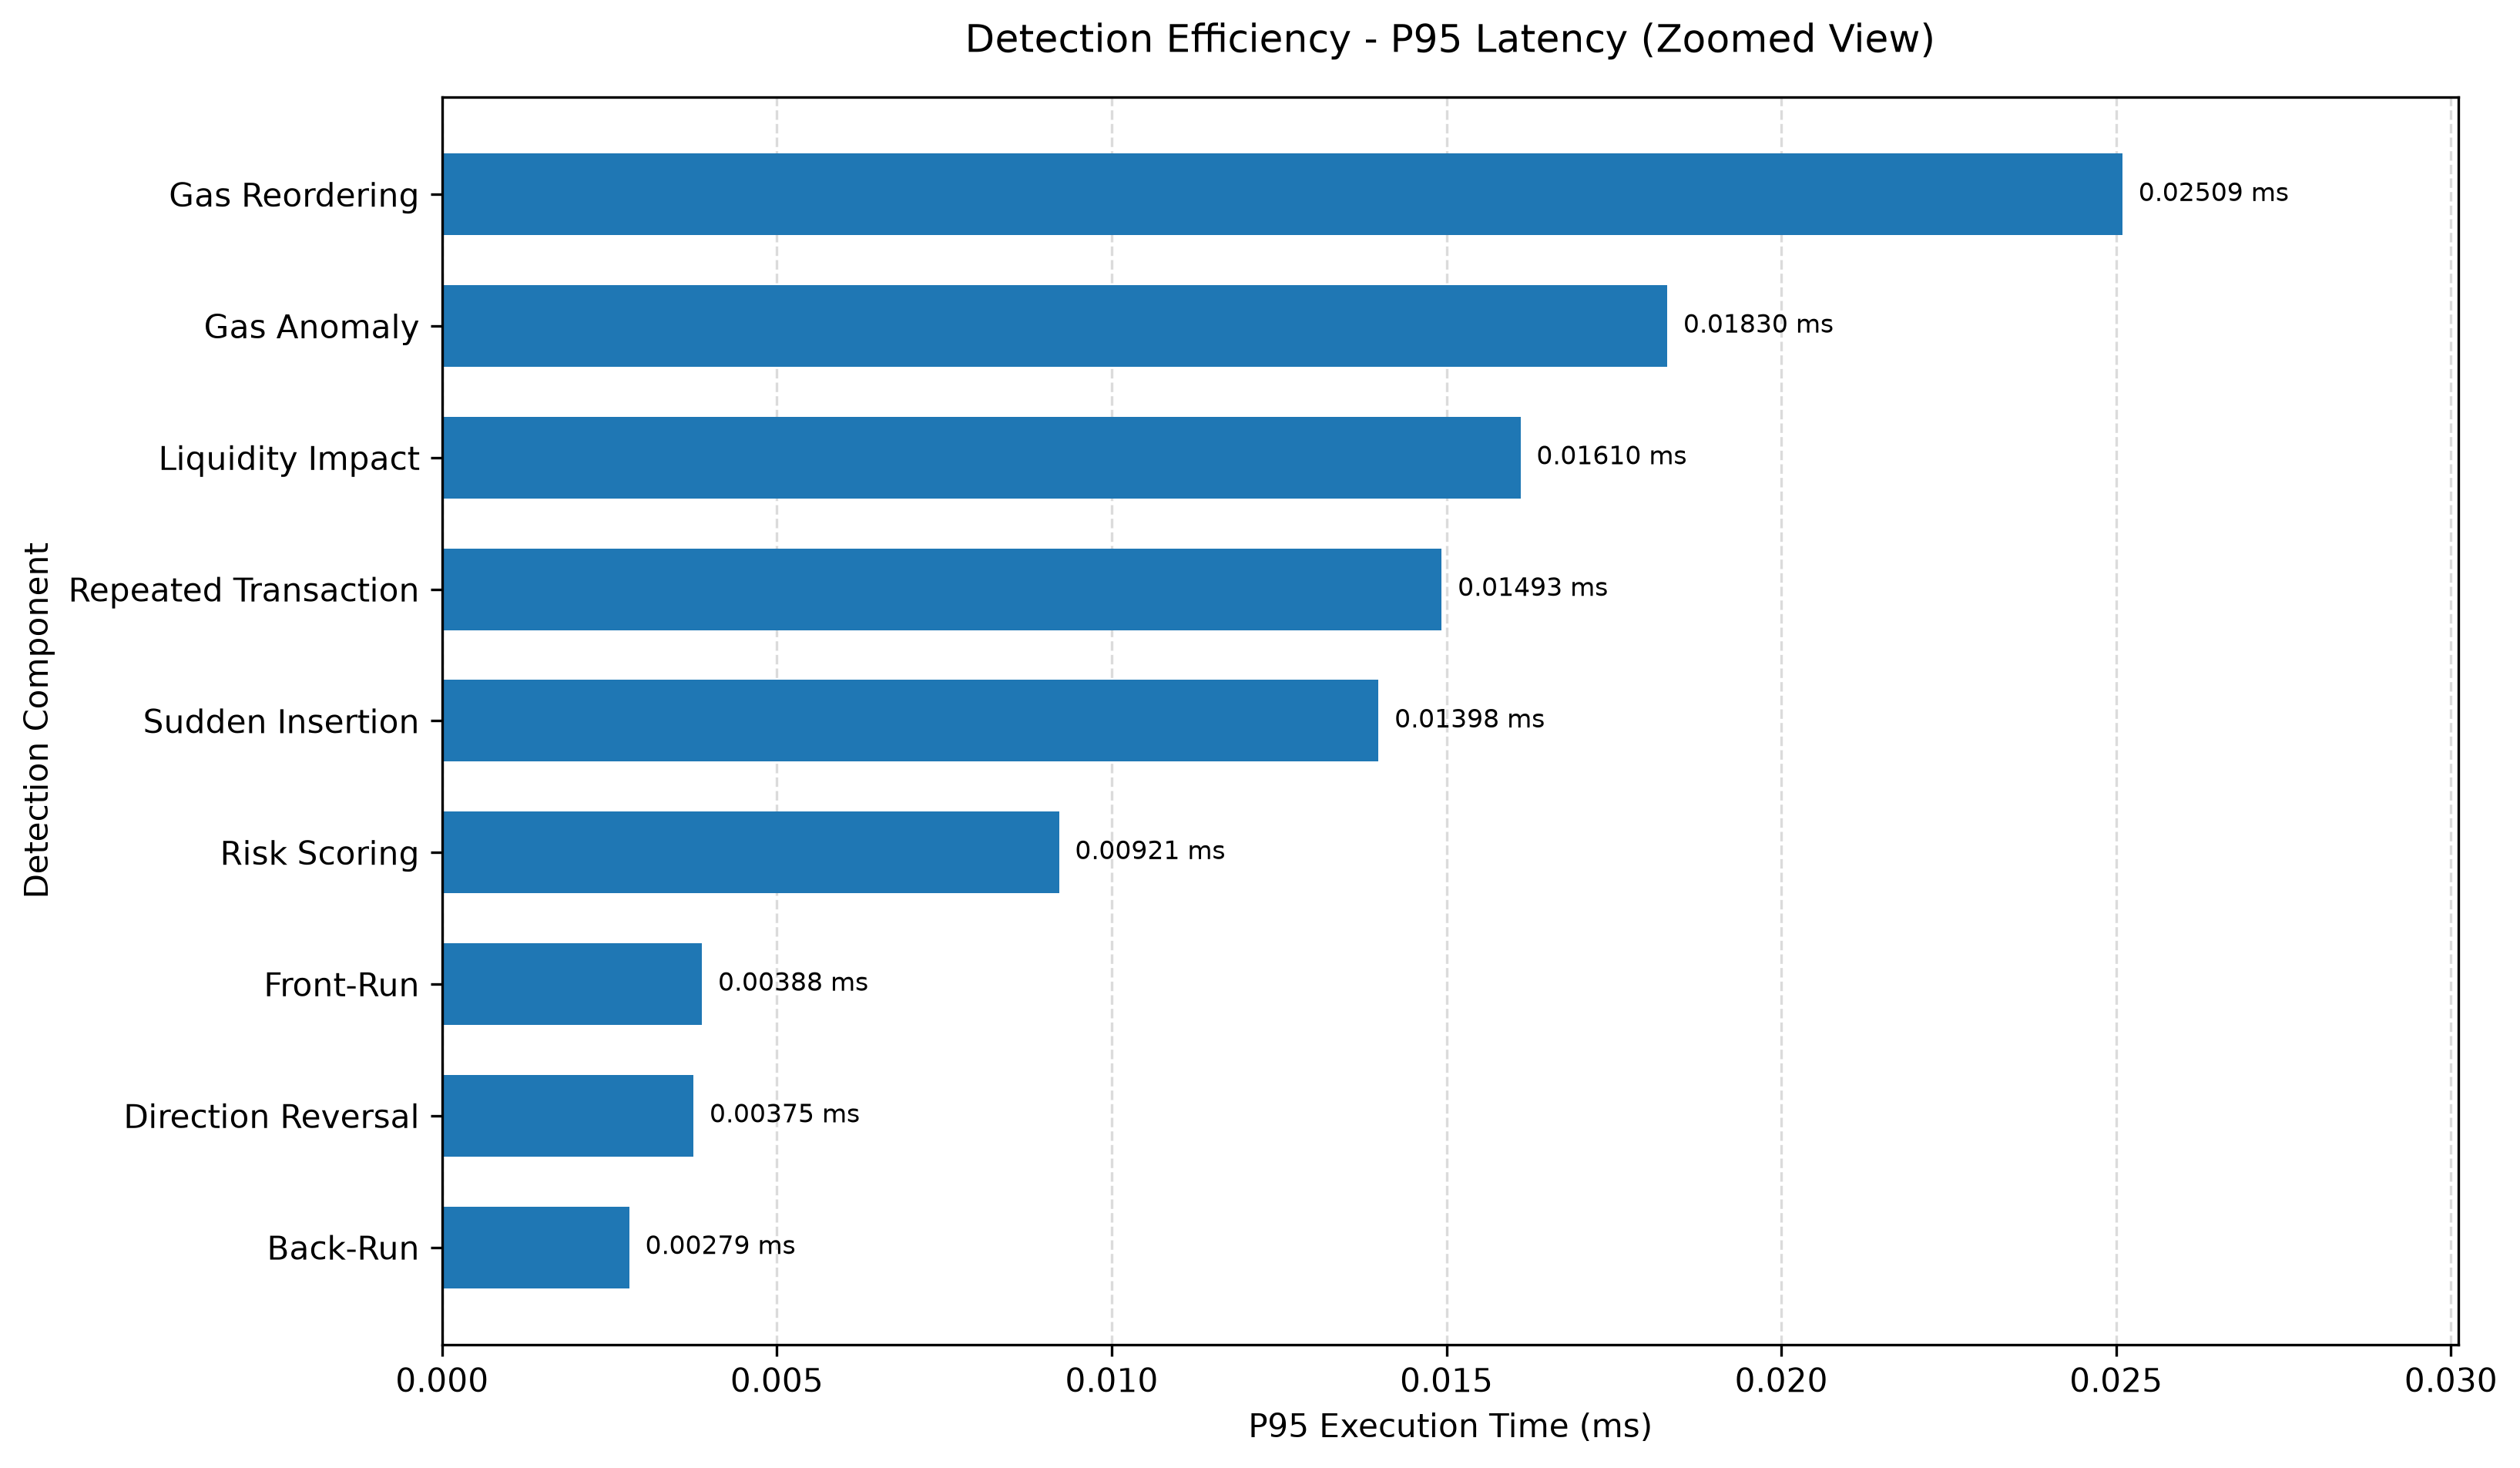 Detection Efficiency - P95 Latency (Zoomed View)
Detection Component
Gas Reordering
0.02509 ms
Gas Anomaly
0.01830 ms
Liquidity Impact
0.01610 ms
Repeated Transaction
0.01493 ms
Sudden Insertion
0.01398 ms
Risk Scoring
0.00921 ms
Front-Run
0.00388 ms
Direction Reversal
0.00375 ms
Back-Run
0.00279 ms
0.000 0.005 0.010 0.015 0.020 0.025 0.030
P95 Execution Time (ms)